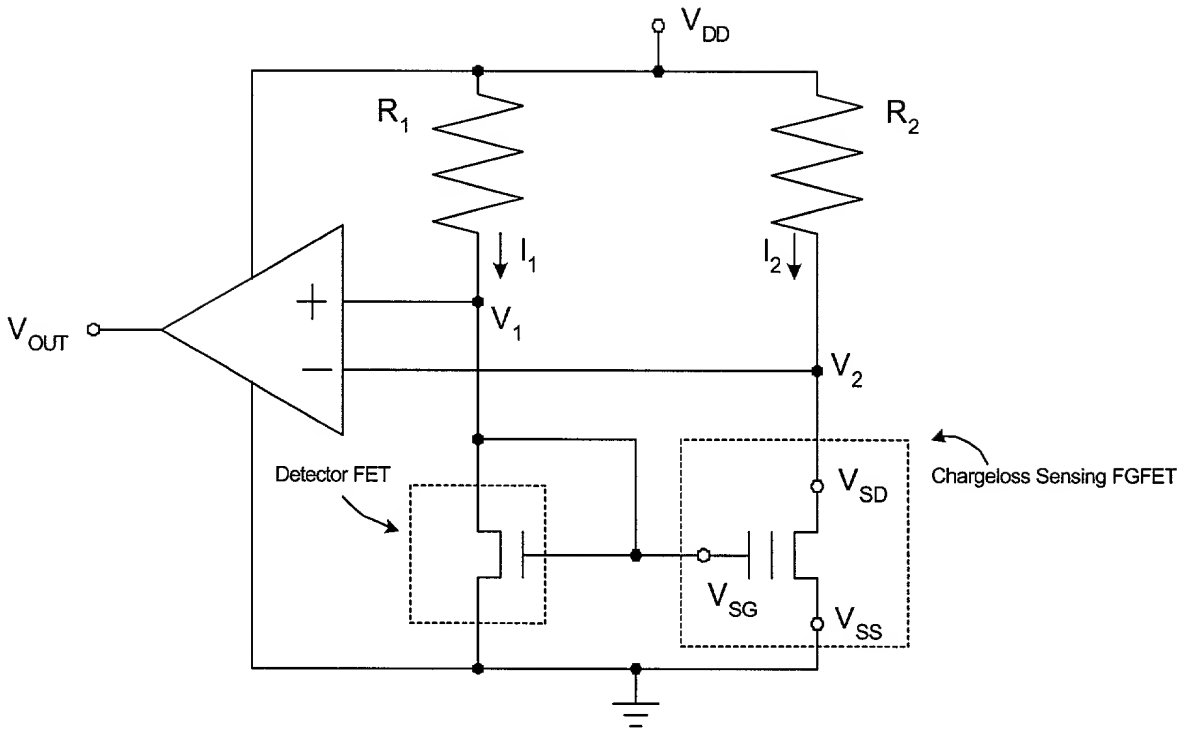 V_DD
R_1
R_2
I_1
I_2
+
V_1
V_OUT
−
V_2
Detector FET
V_SD
Chargeloss Sensing FGFET
V_SG
V_SS